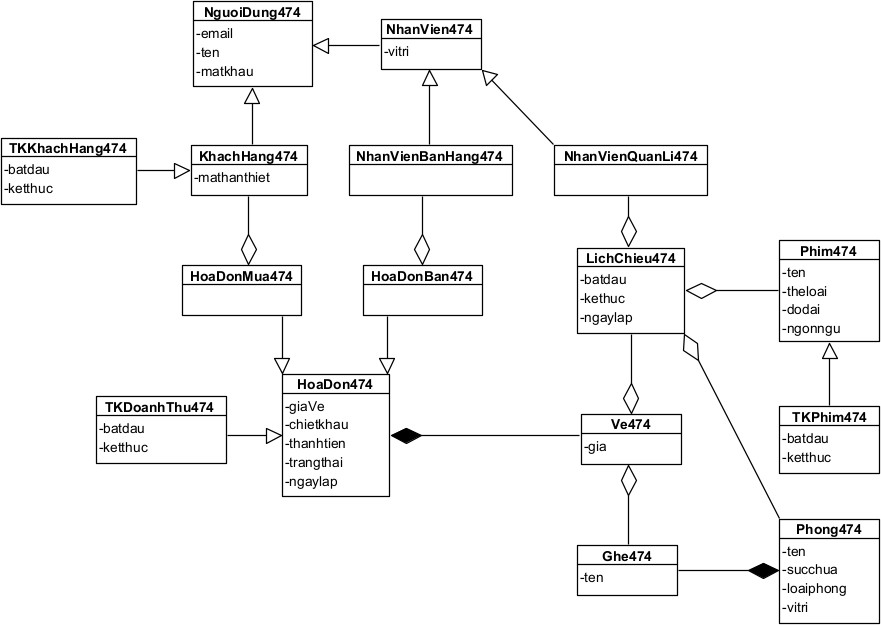 NguoiDung474
-email
-ten
-matkhau
NhanVien474
-vitri
TKKhachHang474
-batdau
-ketthuc
KhachHang474
-mathanthiet
NhanVienBanHang474
NhanVienQuanLi474
HoaDonMua474
HoaDonBan474
LichChieu474
-batdau
-kethuc
-ngaylap
Phim474
-ten
-theloai
-dodai
-ngonngu
TKDoanhThu474
-batdau
-ketthuc
HoaDon474
-giaVe
-chietkhau
-thanhtien
-trangthai
-ngaylap
Ve474
-gia
TKPhim474
-batdau
-ketthuc
Ghe474
-ten
Phong474
-ten
-succhua
-loaiphong
-vitri